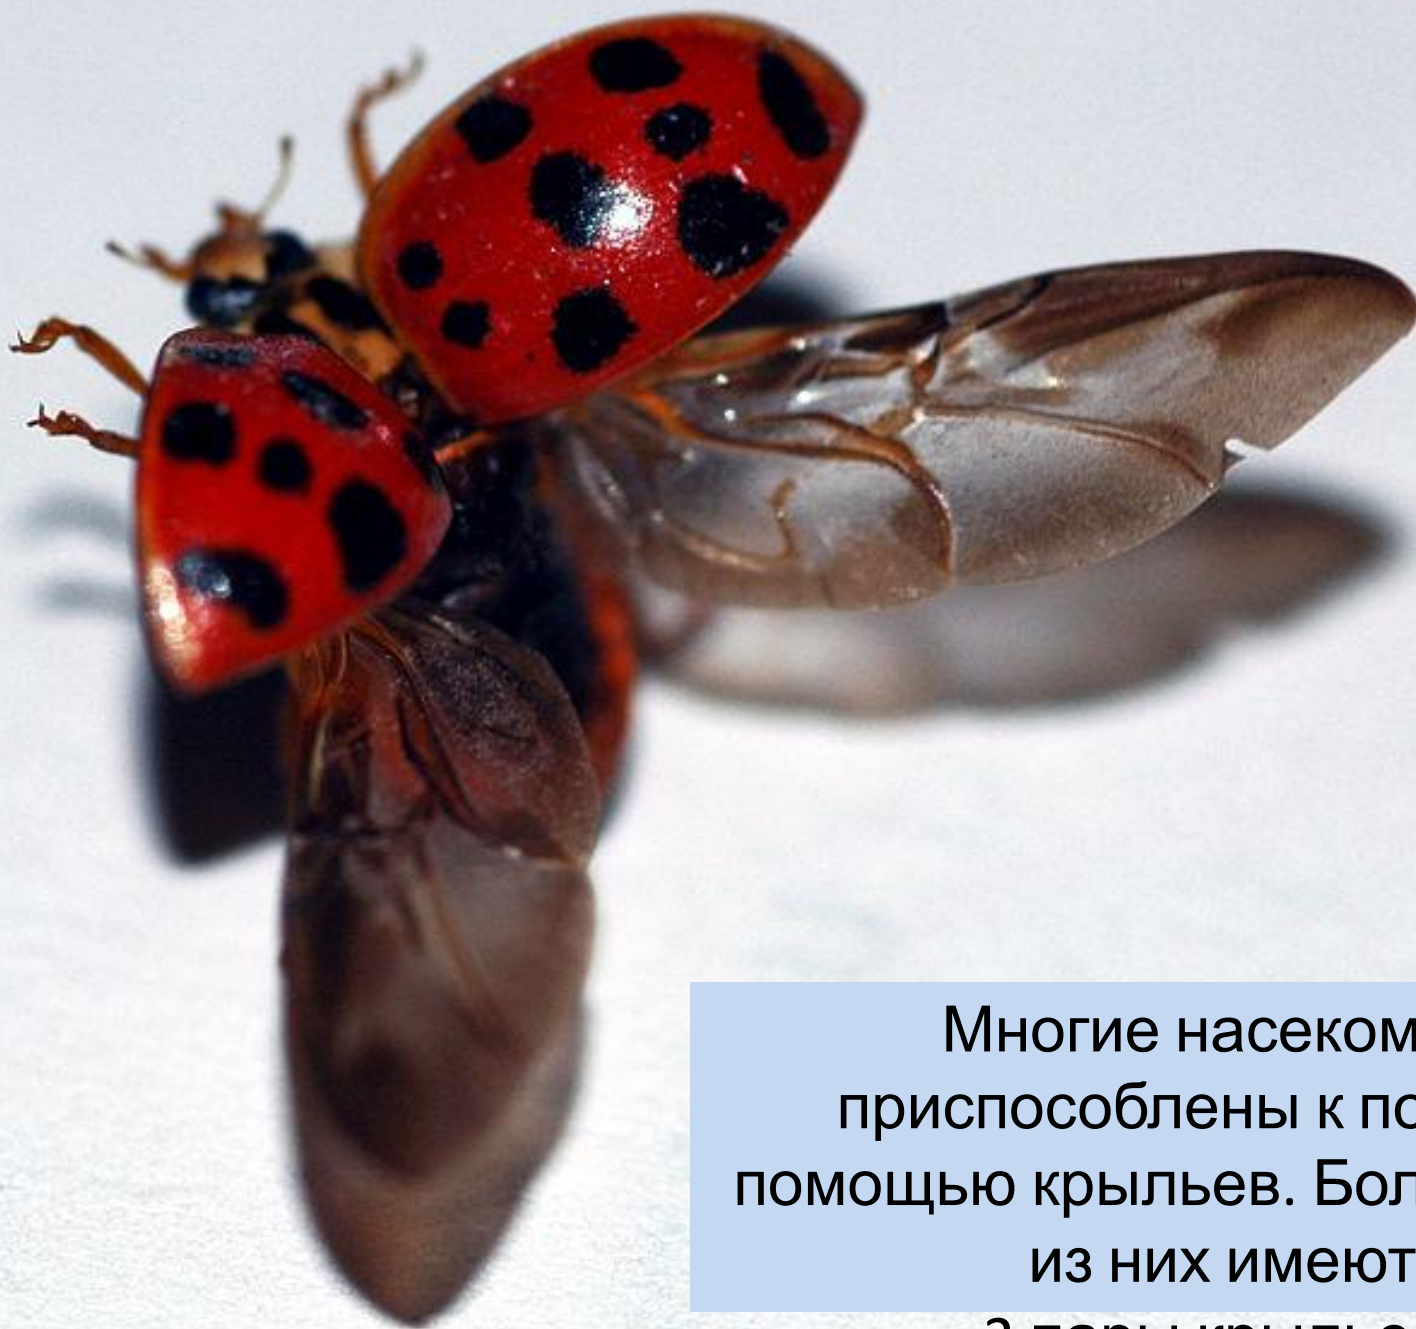 Многие насеком
приспособлены к по
помощью крыльев. Бол
из них имеют